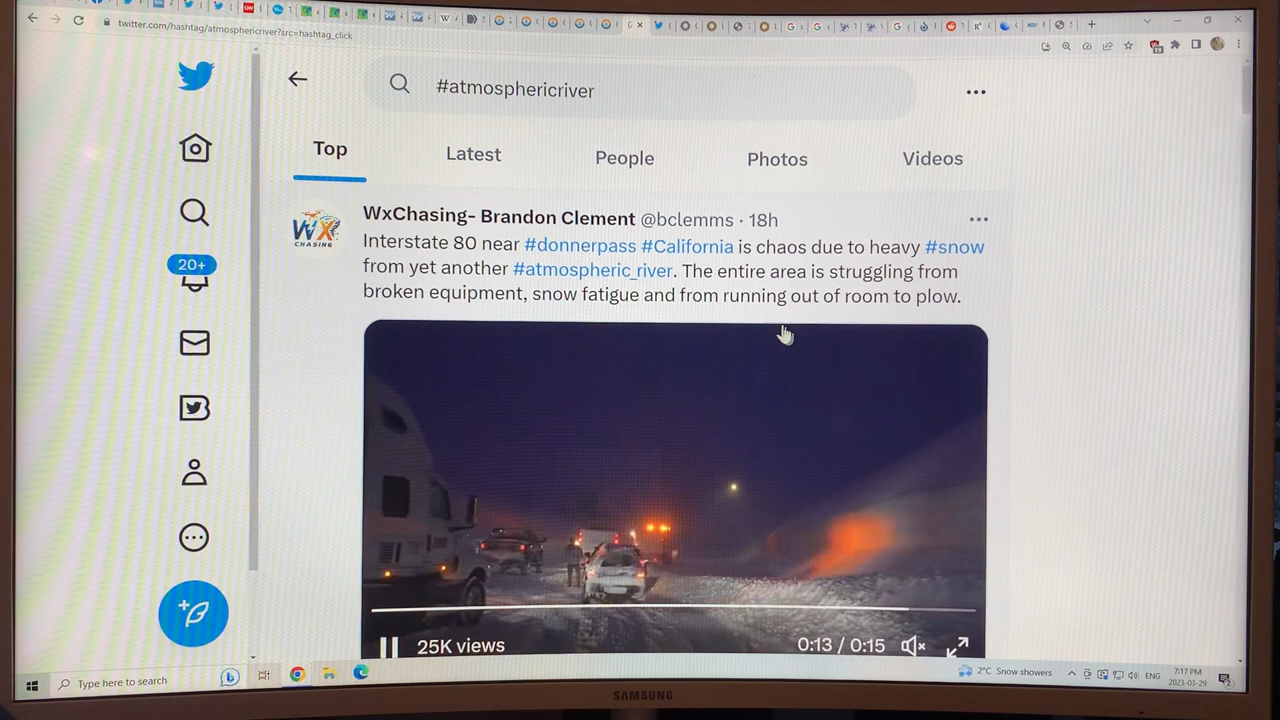 twitter.com/hashtag/atmosphericriver?src=hashtag_click
#atmosphericriver
Top
Latest
People
Photos
Videos
WX
CHASING
WxChasing- Brandon Clement @bclemms · 18h
Interstate 80 near #donnerpass #California is chaos due to heavy #snow
from yet another #atmospheric_river. The entire area is struggling from
broken equipment, snow fatigue and from running out of room to plow.
20+
25K views
0:13 / 0:15
Type here to search
2°C Snow showers
ENG
7:17 PM
2023-03-29
SAMSUNG